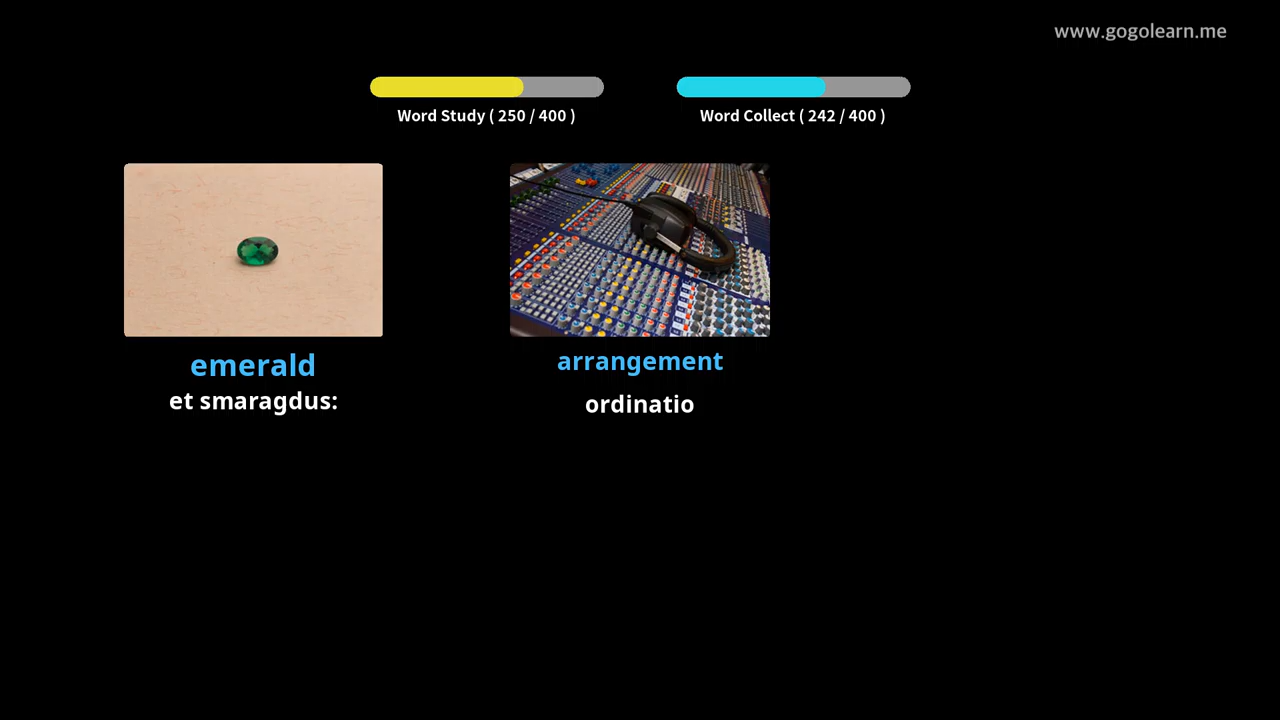 www.gogolearn.me
Word Study ( 250 / 400 )
Word Collect ( 242 / 400 )
emerald
et smaragdus:
arrangement
ordinatio